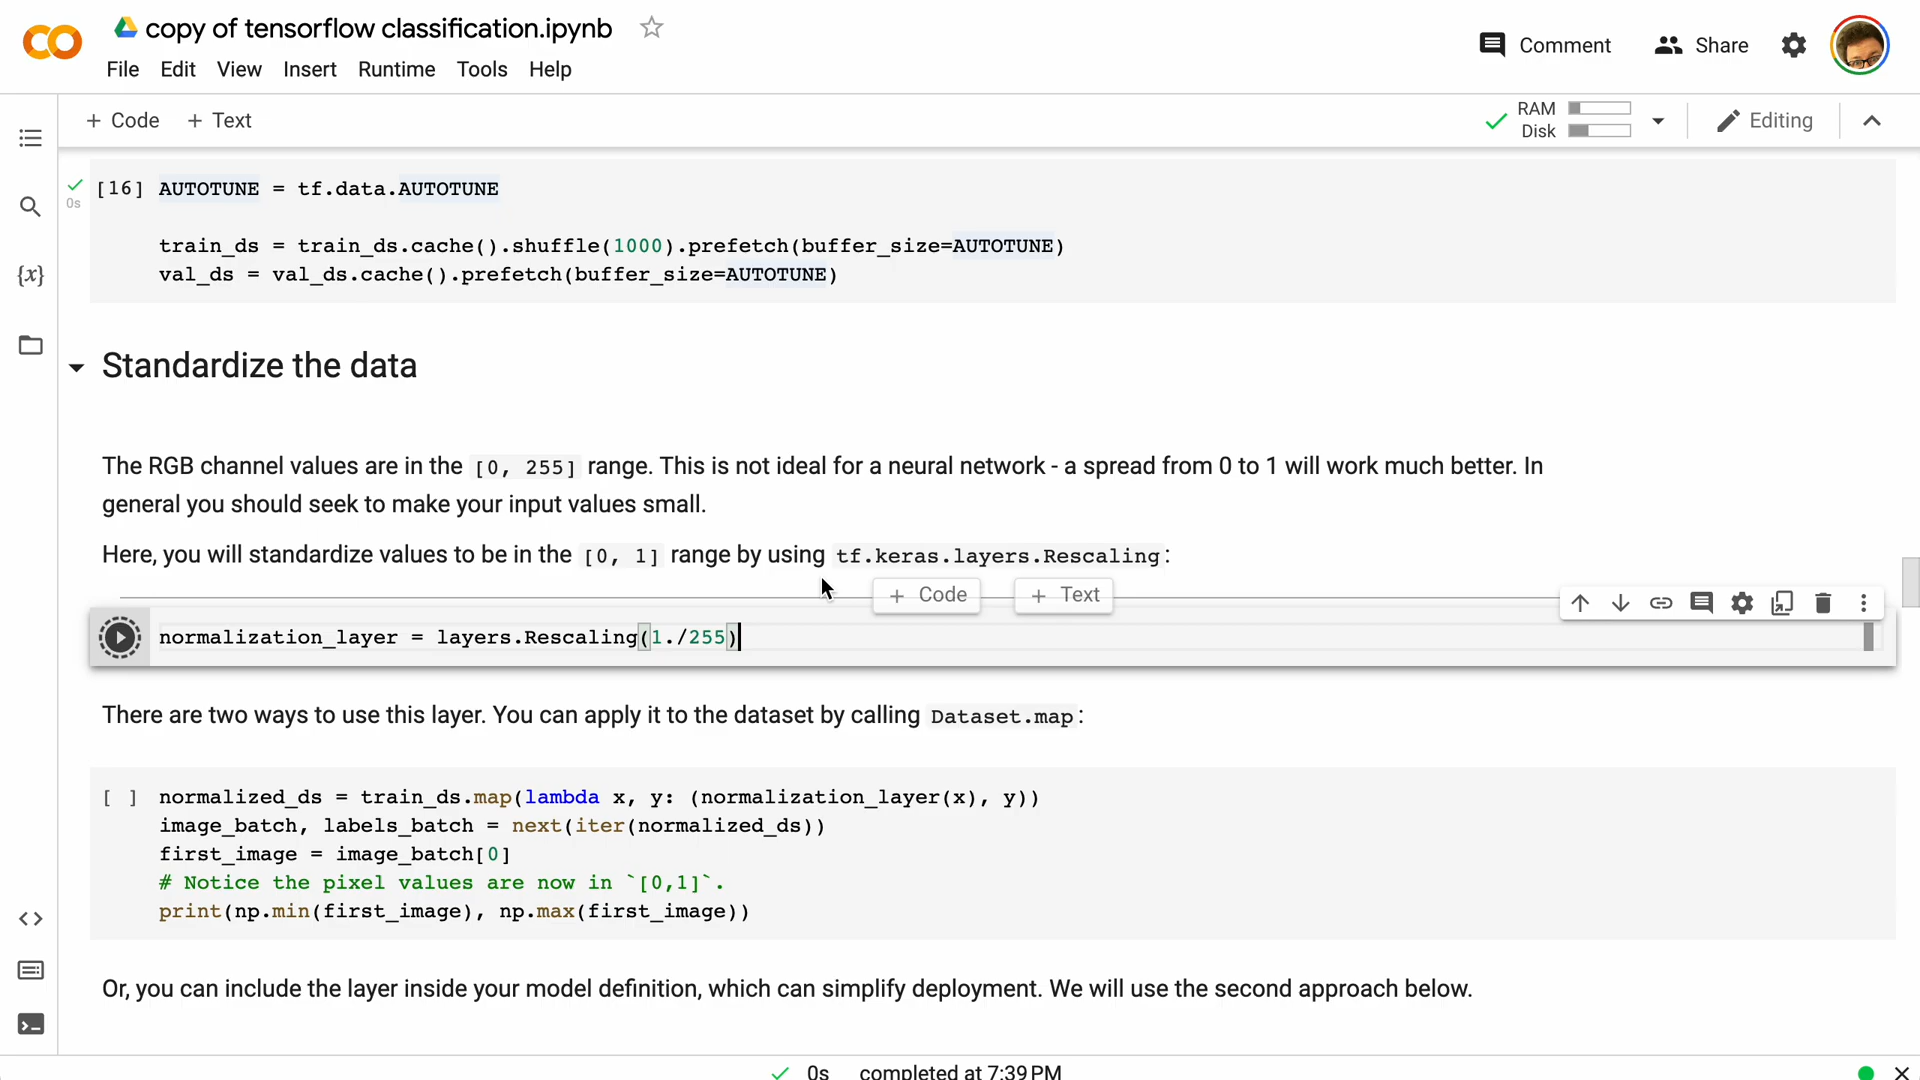 copy of tensorflow classification.ipynb
Comment
Share
File Edit View Insert Runtime Tools Help
+ Code + Text
RAM
Disk
Editing
[16] AUTOTUNE = tf.data.AUTOTUNE
0s
train_ds = train_ds.cache().shuffle(1000).prefetch(buffer_size=AUTOTUNE)
val_ds = val_ds.cache().prefetch(buffer_size=AUTOTUNE)
{x}
Standardize the data
The RGB channel values are in the [0, 255] range. This is not ideal for a neural network - a spread from 0 to 1 will work much better. In
general you should seek to make your input values small.
Here, you will standardize values to be in the [0, 1] range by using tf.keras.layers.Rescaling:
+ Code + Text
normalization_layer = layers.Rescaling(1./255)
There are two ways to use this layer. You can apply it to the dataset by calling Dataset.map:
[ ] normalized_ds = train_ds.map(lambda x, y: (normalization_layer(x), y))
image_batch, labels_batch = next(iter(normalized_ds))
first_image = image_batch[0]
# Notice the pixel values are now in `[0,1]`.
print(np.min(first_image), np.max(first_image))
Or, you can include the layer inside your model definition, which can simplify deployment. We will use the second approach below.
0s completed at 7:39 PM